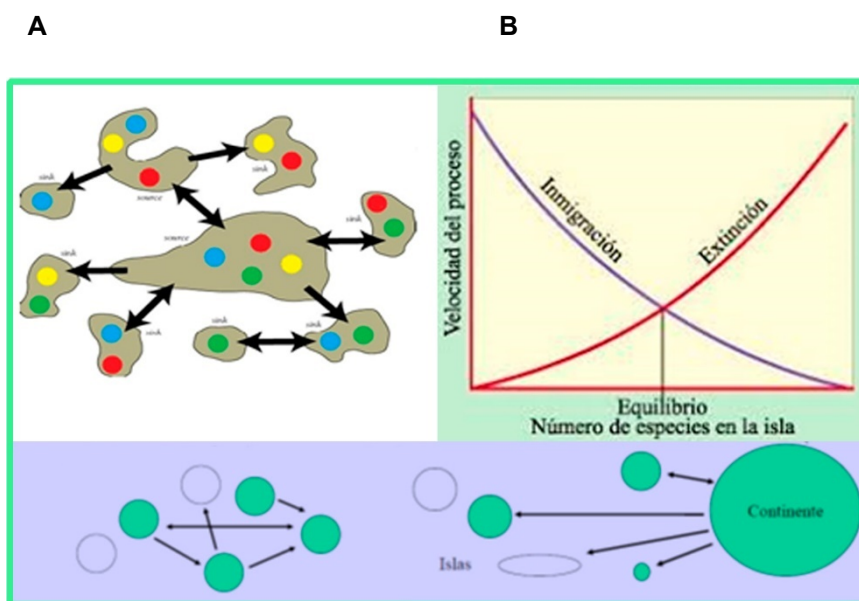 A
B
sink
source
sink
source
sink
sink
sink
sink
sink
Velocidad del proceso
Inmigración
Extinción
Equilibrio
Número de especies en la isla
Continente
Islas